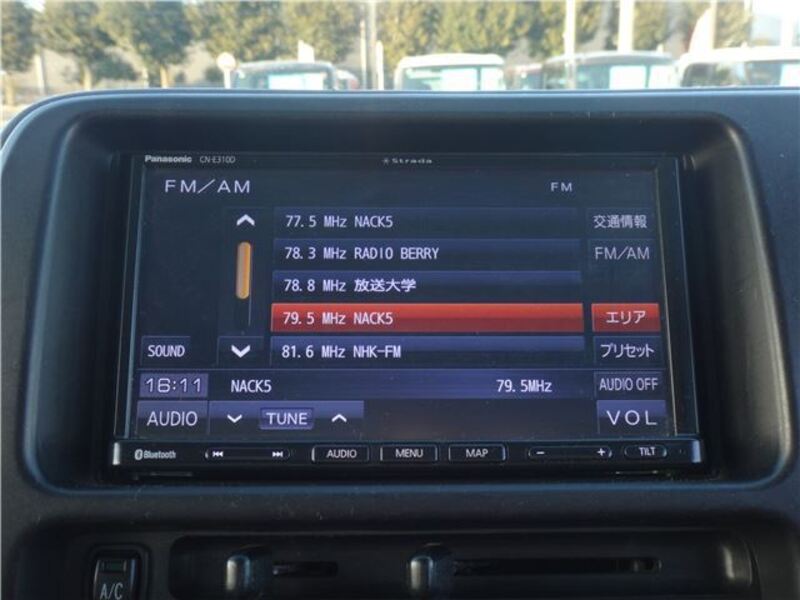 Panasonic CN-E310D
Strada
FM/AM
FM
77.5 MHz NACK5
交通情報
78.3 MHz RADIO BERRY
FM/AM
78.8 MHz 放送大学
79.5 MHz NACK5
エリア
SOUND
81.6 MHz NHK-FM
プリセット
16:11 NACK5 79.5MHz
AUDIO OFF
AUDIO
TUNE
VOL
Bluetooth
AUDIO
MENU
MAP
− +
TILT
A/C